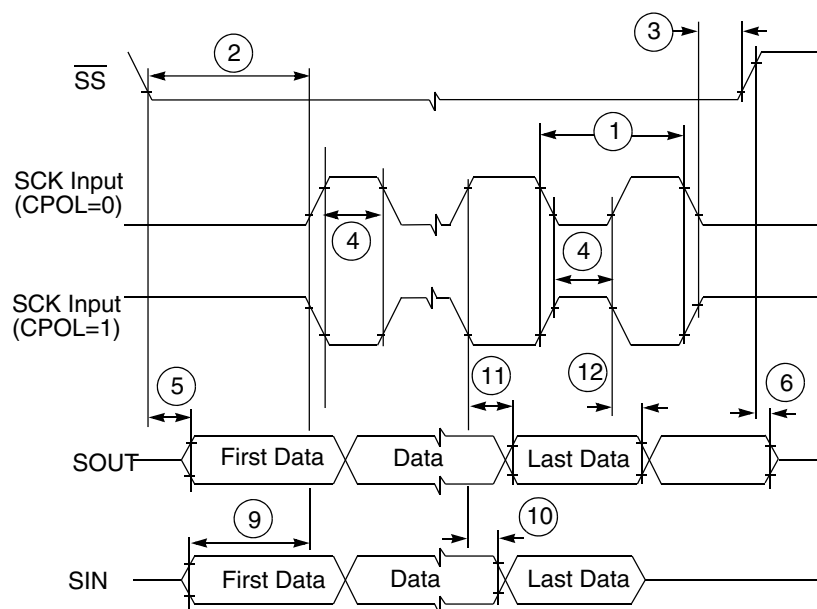 3
2
SS
1
SCK Input
(CPOL=0)
4
4
SCK Input
(CPOL=1)
5
11
12
6
SOUT
First Data
Data
Last Data
9
10
SIN
First Data
Data
Last Data